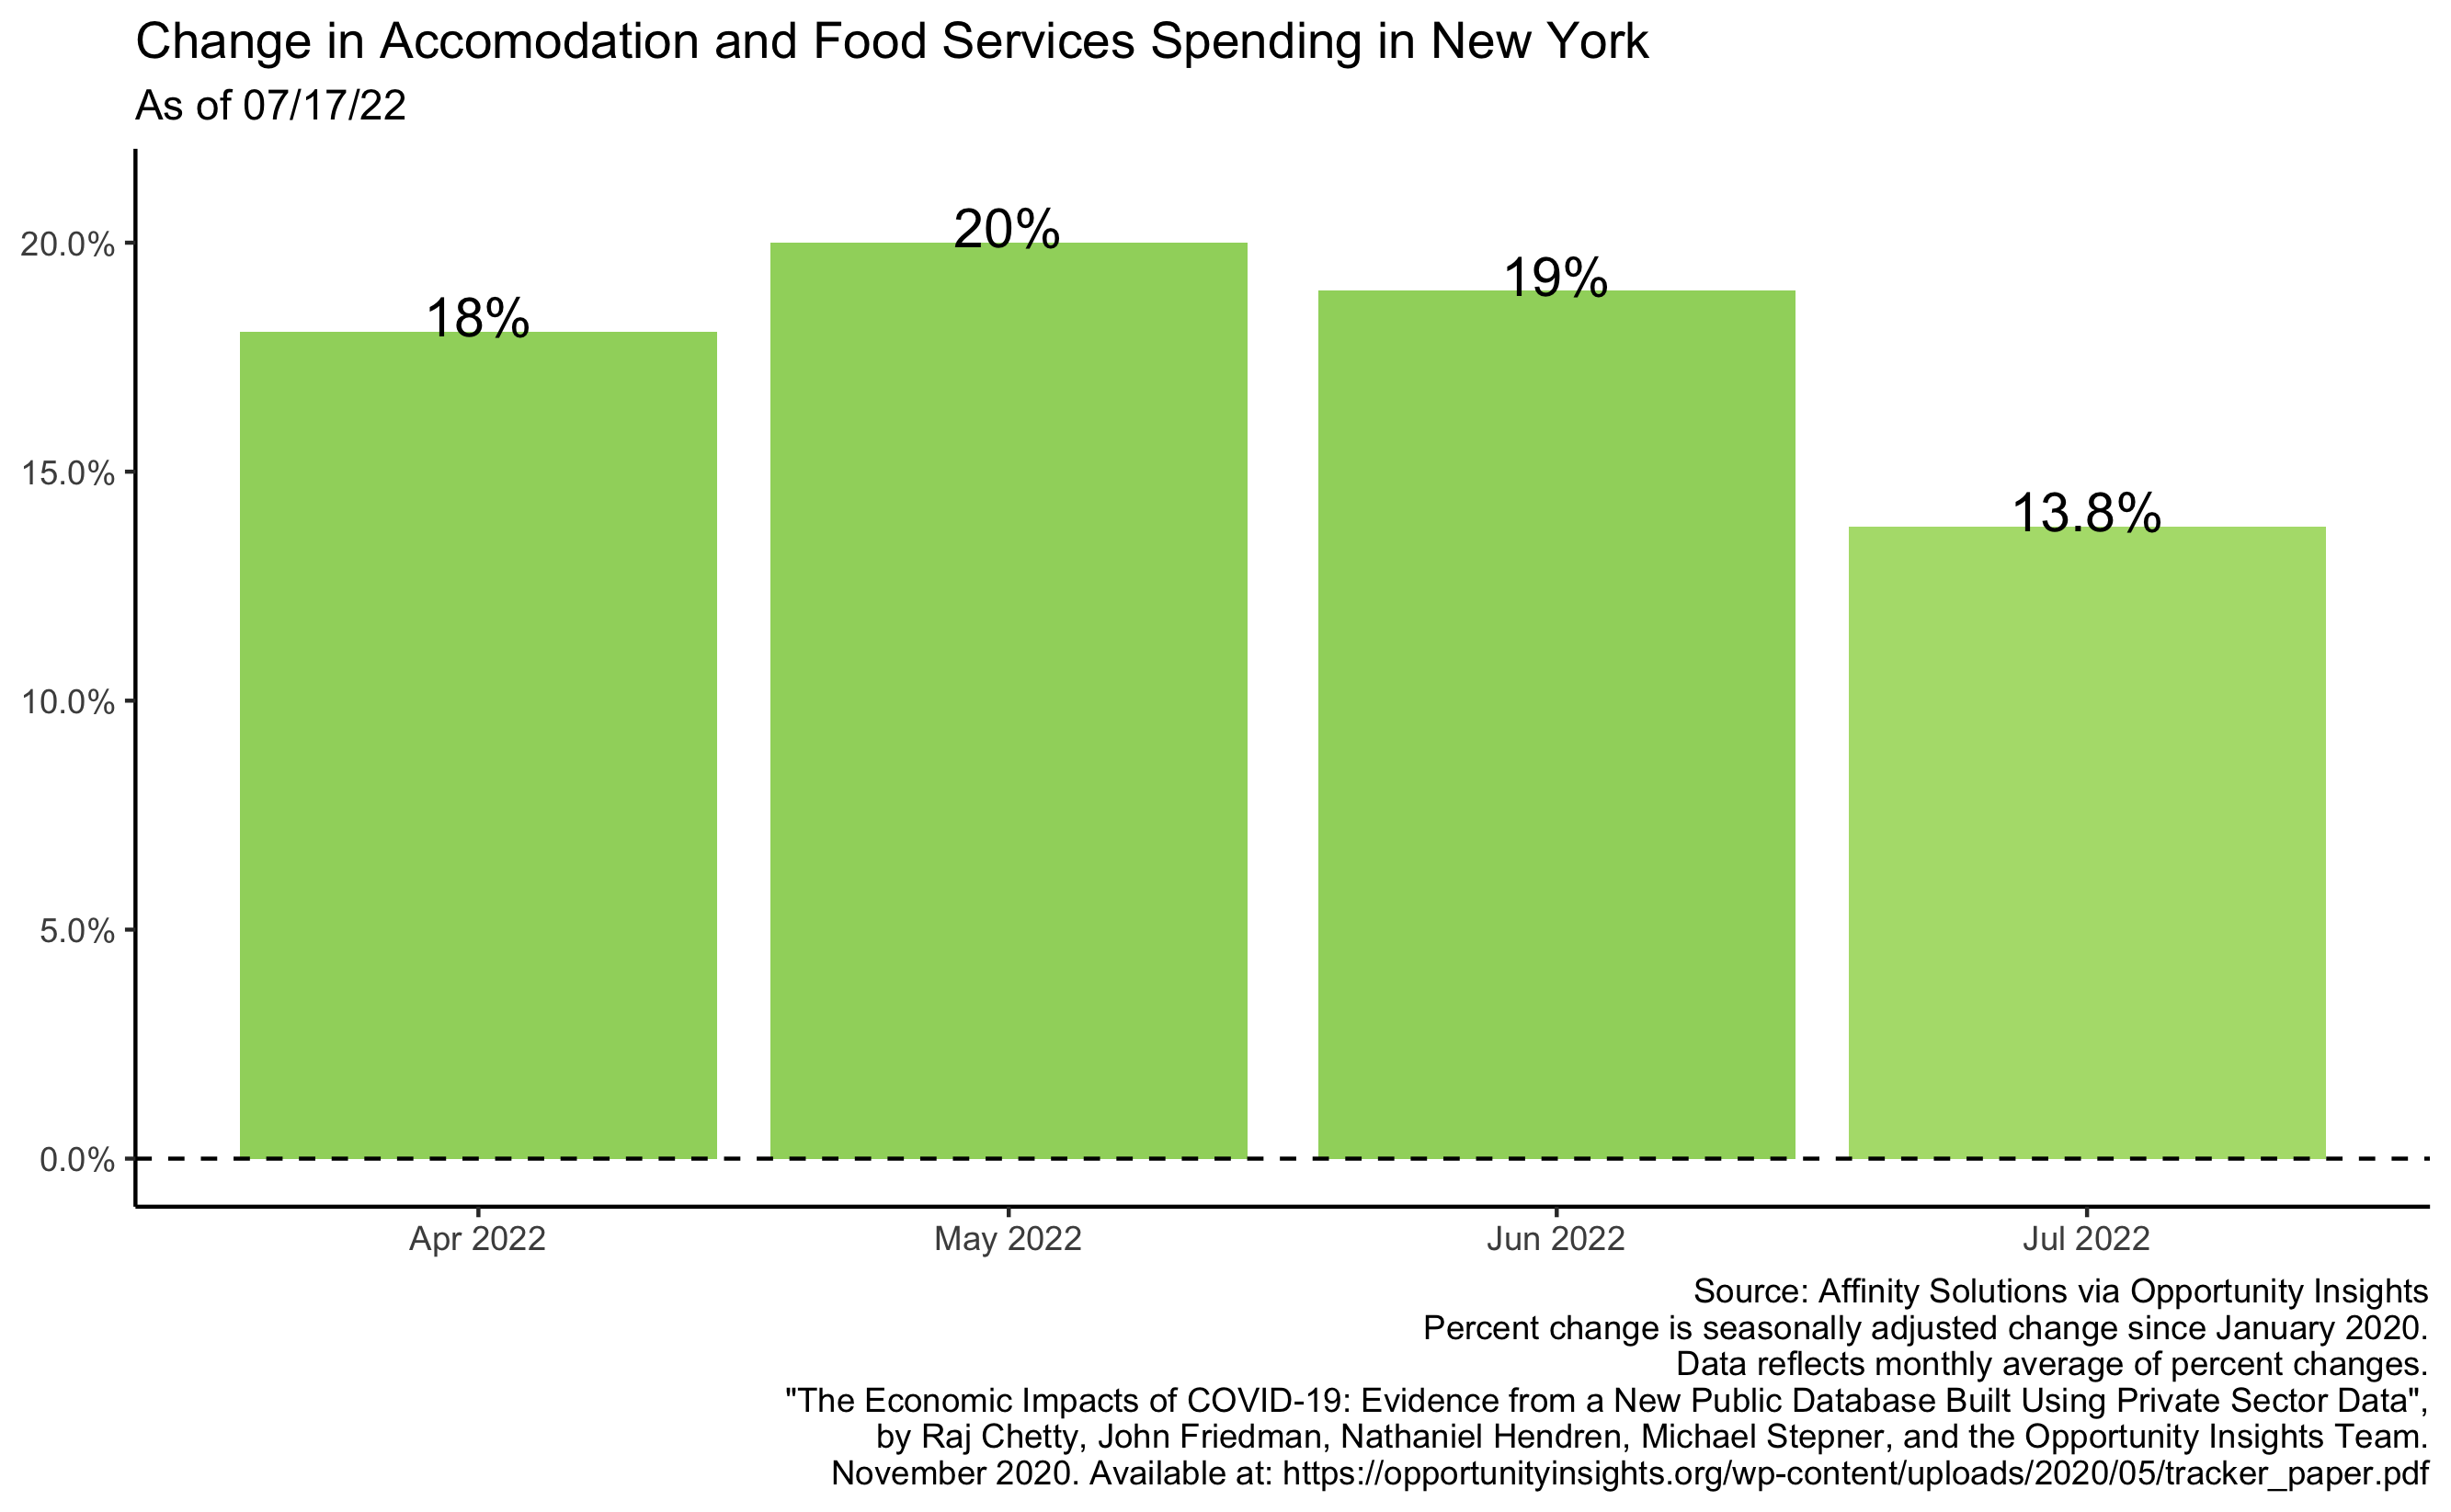 Change in Accomodation and Food Services Spending in New York
As of 07/17/22
20.0%
15.0%
10.0%
5.0%
0.0%
18%
20%
19%
13.8%
Apr 2022
May 2022
Jun 2022
Jul 2022
Source: Affinity Solutions via Opportunity Insights
Percent change is seasonally adjusted change since January 2020.
Data reflects monthly average of percent changes.
"The Economic Impacts of COVID-19: Evidence from a New Public Database Built Using Private Sector Data",
by Raj Chetty, John Friedman, Nathaniel Hendren, Michael Stepner, and the Opportunity Insights Team.
November 2020. Available at: https://opportunityinsights.org/wp-content/uploads/2020/05/tracker_paper.pdf